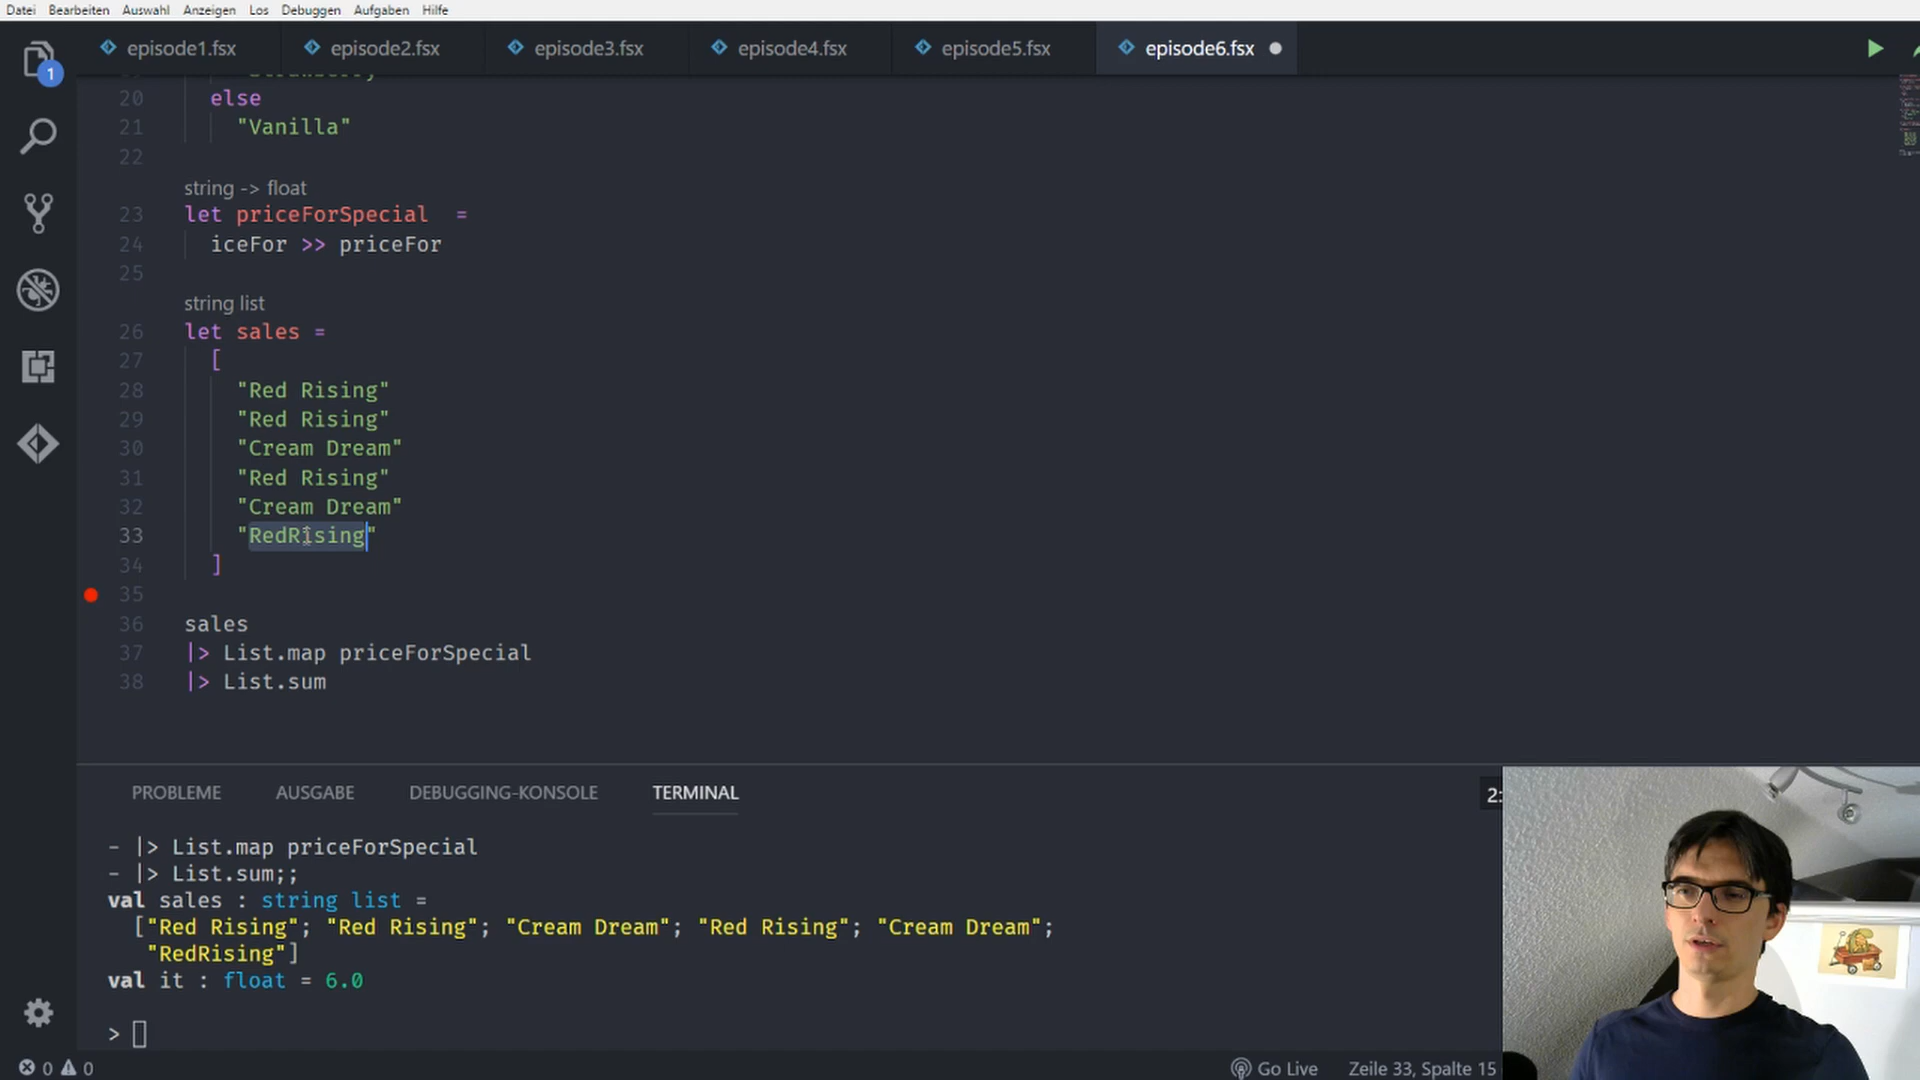 Datei Bearbeiten Auswahl Anzeigen Los Debuggen Aufgaben Hilfe
episode1.fsx episode2.fsx episode3.fsx episode4.fsx episode5.fsx episode6.fsx
1
20 else
21 "Vanilla"
22
string -> float
23 let priceForSpecial =
24 iceFor >> priceFor
25
string list
26 let sales =
27 [
28 "Red Rising"
29 "Red Rising"
30 "Cream Dream"
31 "Red Rising"
32 "Cream Dream"
33 "RedRising"
34 ]
35
36 sales
37 |> List.map priceForSpecial
38 |> List.sum
PROBLEME AUSGABE DEBUGGING-KONSOLE TERMINAL 2:
- |> List.map priceForSpecial
- |> List.sum;;
val sales : string list =
["Red Rising"; "Red Rising"; "Cream Dream"; "Red Rising"; "Cream Dream";
"RedRising"]
val it : float = 6.0
>
0 0 Go Live Zeile 33, Spalte 15